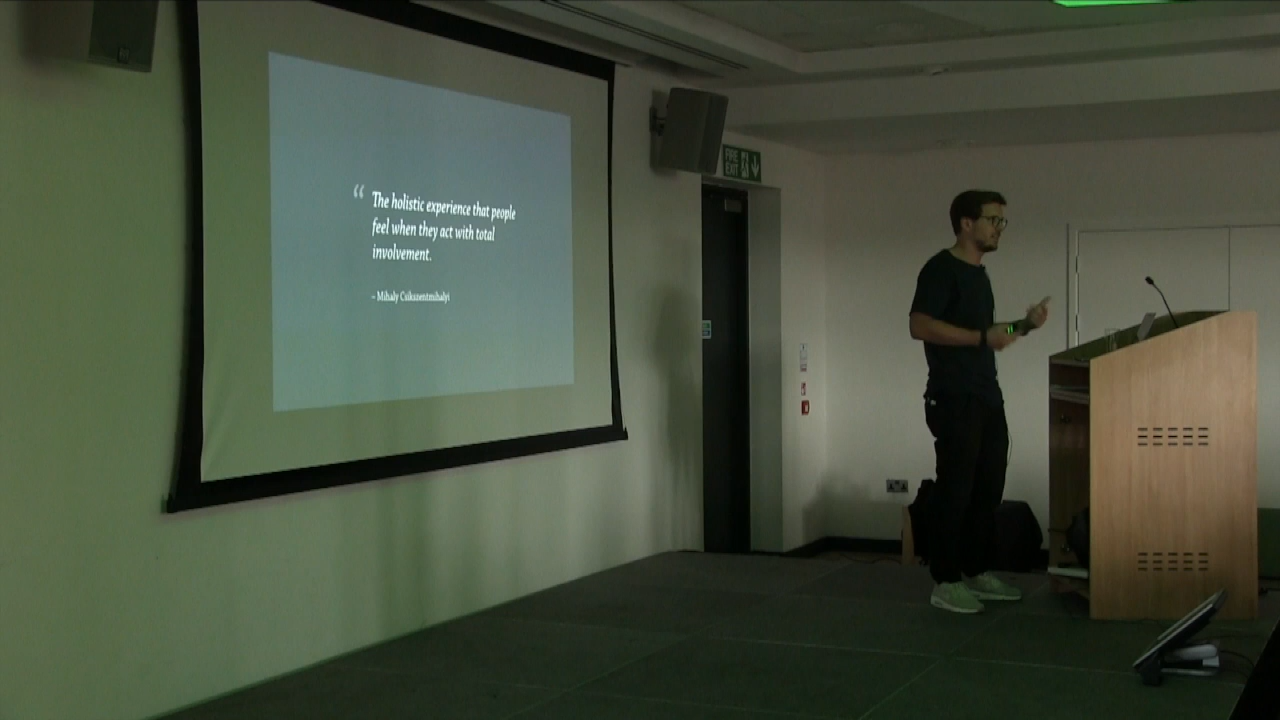 “ The holistic experience that people
feel when they act with total
involvement.
– Mihaly Csikszentmihalyi
FIRE
EXIT